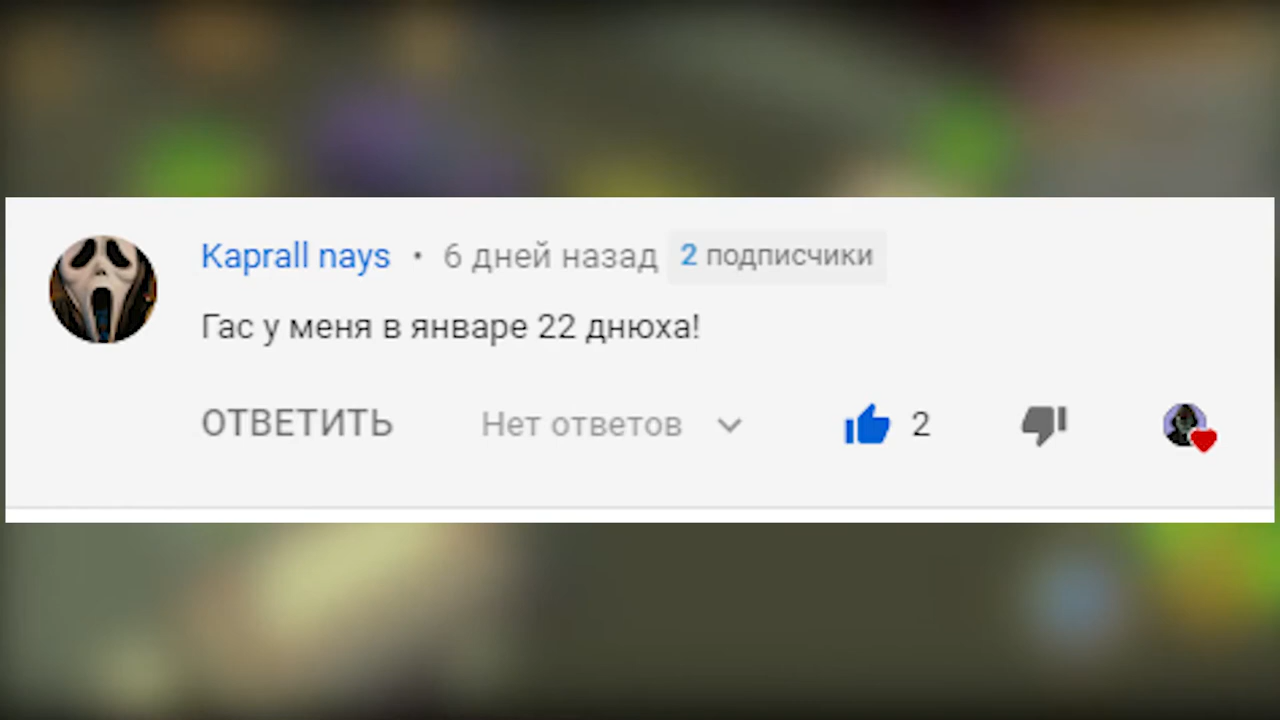 Kaprall nays • 6 дней назад 2 подписчики
Гас у меня в январе 22 днюха!
ОТВЕТИТЬ Нет ответов 2